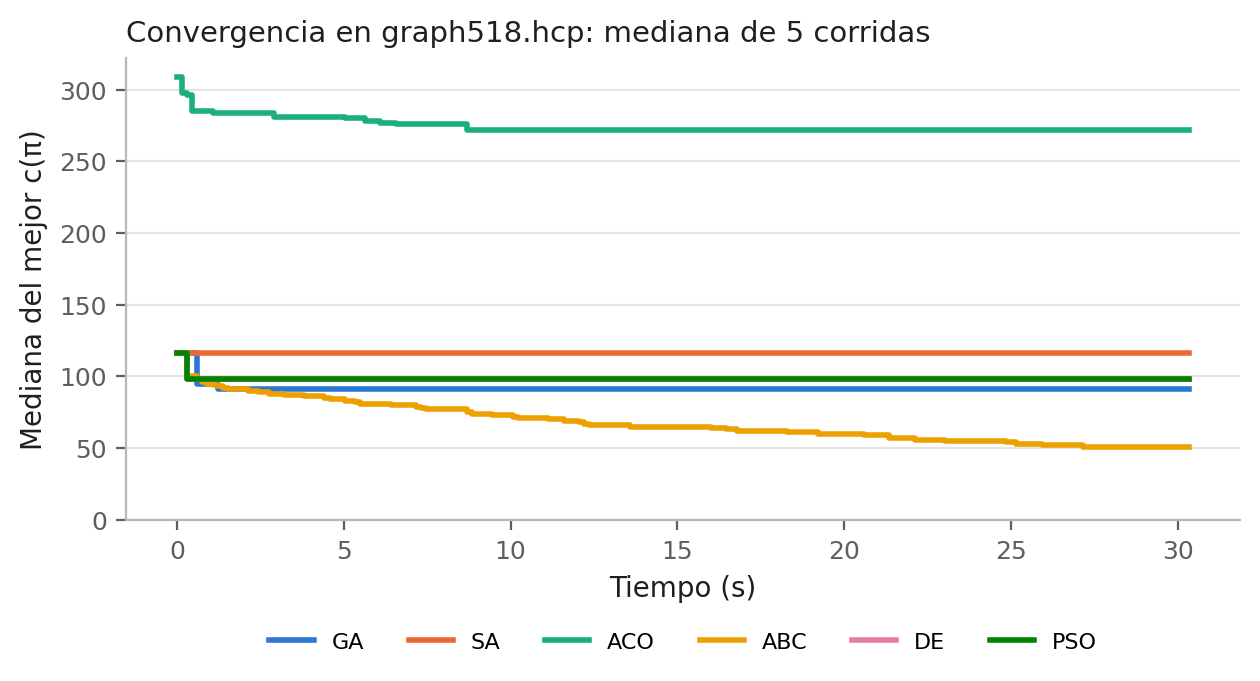 Convergencia en graph518.hcp: mediana de 5 corridas
Mediana del mejor c(π)
300
250
200
150
100
50
0
0 5 10 15 20 25 30
Tiempo (s)
GA SA ACO ABC DE PSO